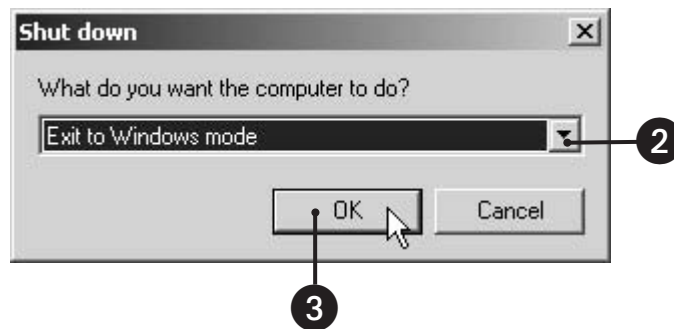 Shut down
What do you want the computer to do?
Exit to Windows mode
2
OK
Cancel
3